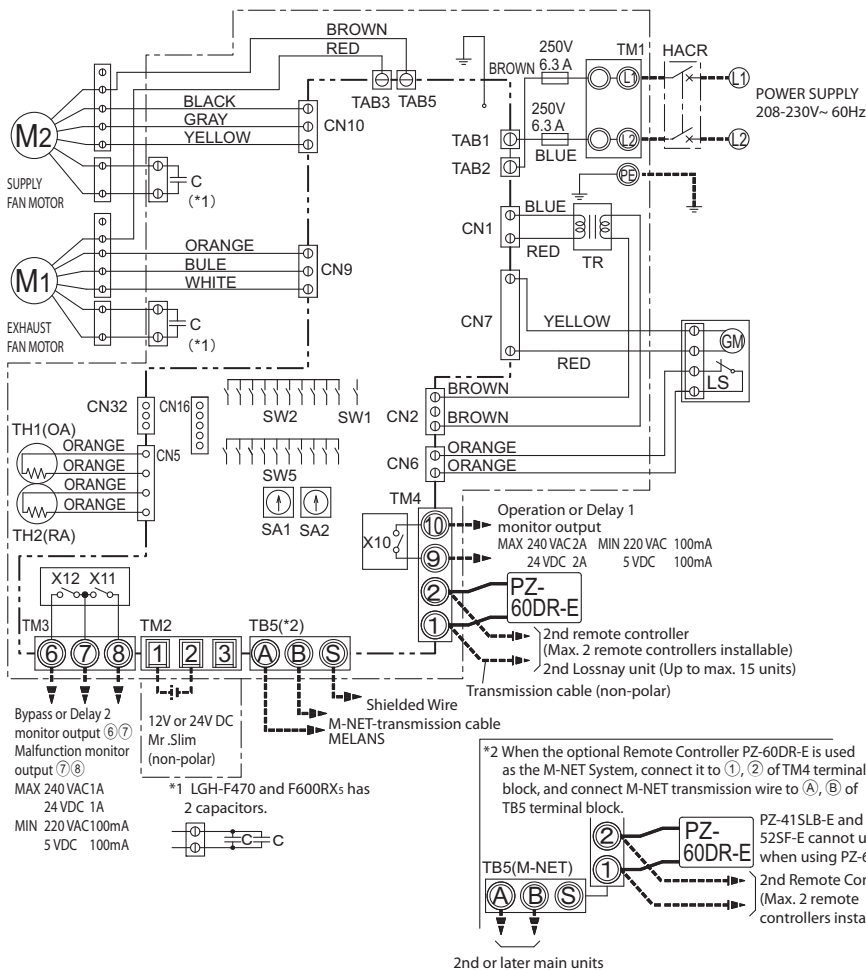 BROWN
RED
BLACK
GRAY
YELLOW
CN10
TAB3 TAB5
M2
SUPPLY
FAN MOTOR
C
(*1)
ORANGE
BULE
WHITE
CN9
M1
EXHAUST
FAN MOTOR
C
(*1)
250V
6.3 A
BROWN
TM1
HACR
L1
L1
POWER SUPPLY
208-230V~ 60Hz
250V
6.3 A
BLUE
L2
L2
TAB1
TAB2
PE
CN1
BLUE
RED
TR
CN7
YELLOW
RED
GM
LS
CN2
BROWN
BROWN
CN6
ORANGE
ORANGE
CN32
CN16
SW2
SW1
TH1(OA)
ORANGE
ORANGE
ORANGE
ORANGE
CN5
TH2(RA)
SW5
SA1 SA2
TM4
X10
10
9
2
1
Operation or Delay 1
monitor output
MAX 240 VAC 2A MIN 220 VAC 100mA
24 VDC 2A 5 VDC 100mA
PZ-
60DR-E
2nd remote controller
(Max. 2 remote controllers installable)
2nd Lossnay unit (Up to max. 15 units)
Transmission cable (non-polar)
X12 X11
TM3
6 7 8
TM2
1 2 3
TB5(*2)
A B S
Shielded Wire
M-NET-transmission cable
MELANS
Bypass or Delay 2
monitor output ⑥⑦
Malfunction monitor
output ⑦⑧
MAX 240 VAC1A
24 VDC 1A
MIN 220 VAC100mA
5 VDC 100mA
12V or 24V DC
Mr .Slim
(non-polar)
*1 LGH-F470 and F600RX5 has
2 capacitors.
C C
*2 When the optional Remote Controller PZ-60DR-E is used
as the M-NET System, connect it to ①, ② of TM4 terminal
block, and connect M-NET transmission wire to Ⓐ, Ⓑ of
TB5 terminal block.
2
1
PZ-
60DR-E
PZ-41SLB-E and
52SF-E cannot u
when using PZ-6
TB5(M-NET)
A B S
2nd Remote Con
(Max. 2 remote
controllers insta
2nd or later main units